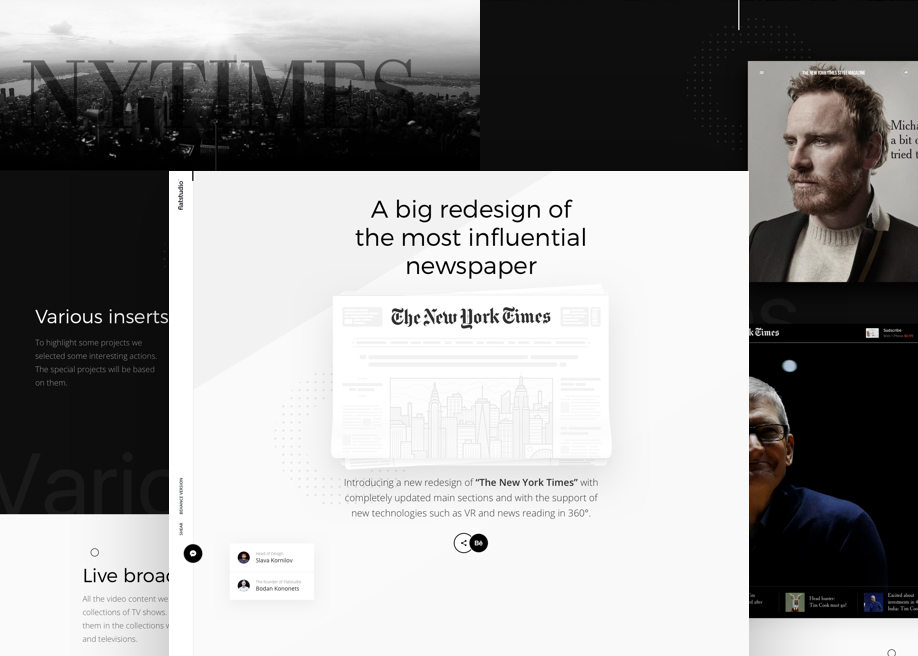 NYTIMES
THE NEW YORK TIMES STYLE MAGAZINE
Micha
a bit o
tried t
flatstudio
A big redesign of
the most influential
newspaper
The New York Times
Various inserts
To highlight some projects we
selected some interesting actions.
The special projects will be based
on them.
k Times
Subscribe
Vario
Introducing a new redesign of “The New York Times” with
completely updated main sections and with the support of
new technologies such as VR and news reading in 360°.
BEHANCE VERSION
SHEAR
Bē
Head of Design
Slava Kornilov
The founder of Flatstudio
Bodan Kononets
Live broad
All the video content we
collections of TV shows.
them in the collections w
and televisions.
Head hunter:
Tim Cook must go!
Excited about
investments in
India: Tim Cook